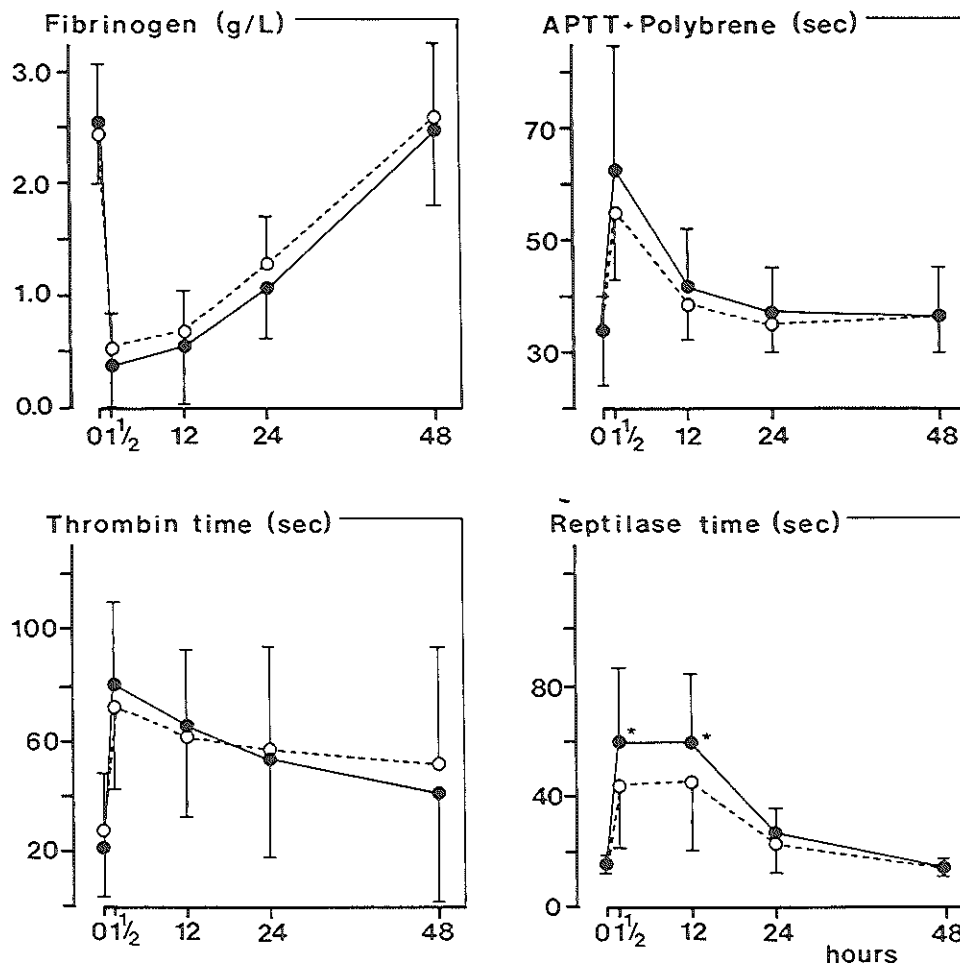 Fibrinogen (g/L)
3.0
2.0
1.0
0.0
0 1½ 12 24 48
APTT+Polybrene (sec)
70
50
30
0 1½ 12 24 48
Thrombin time (sec)
100
60
20
0 1½ 12 24 48
Reptilase time (sec)
80
40
0
* *
0 1½ 12 24 48
hours